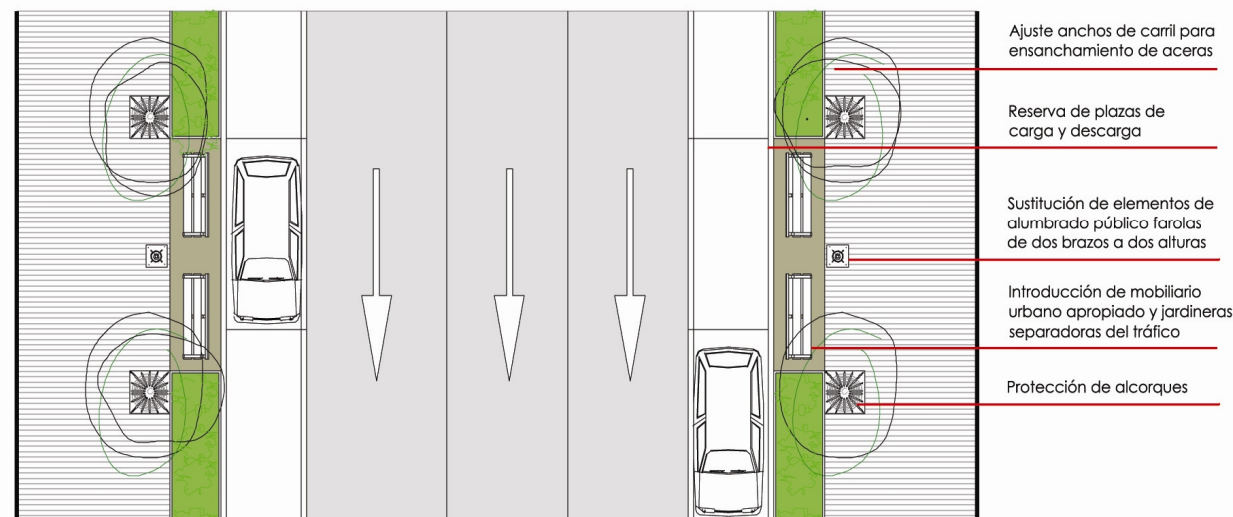 Ajuste anchos de carril para
ensanchamiento de aceras
Reserva de plazas de
carga y descarga
Sustitución de elementos de
alumbrado público farolas
de dos brazos a dos alturas
Introducción de mobiliario
urbano apropiado y jardineras
separadoras del tráfico
Protección de alcorques